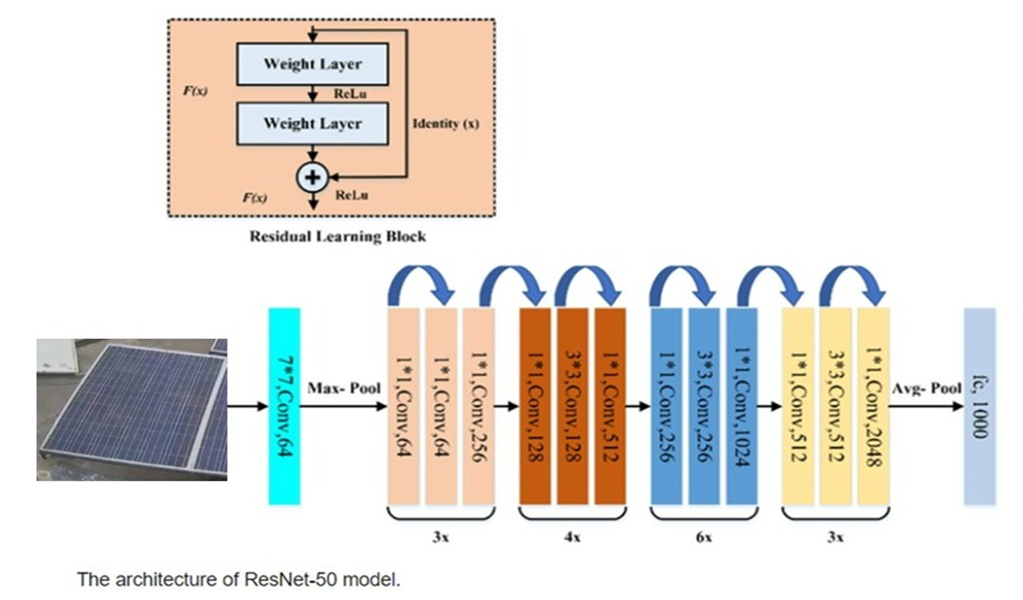 Weight Layer
F(x)
ReLu
Weight Layer
Identity (x)
+
F(x)
ReLu
Residual Learning Block
7*7,Conv,64
Max- Pool
1*1,Conv,64
1*1,Conv,64
1*1,Conv,256
1*1,Conv,128
3*3,Conv,128
1*1,Conv,512
1*1,Conv,256
3*3,Conv,256
1*1,Conv,1024
1*1,Conv,512
3*3,Conv,512
1*1,Conv,2048
Avg- Pool
fc, 1000
3x
4x
6x
3x
The architecture of ResNet-50 model.